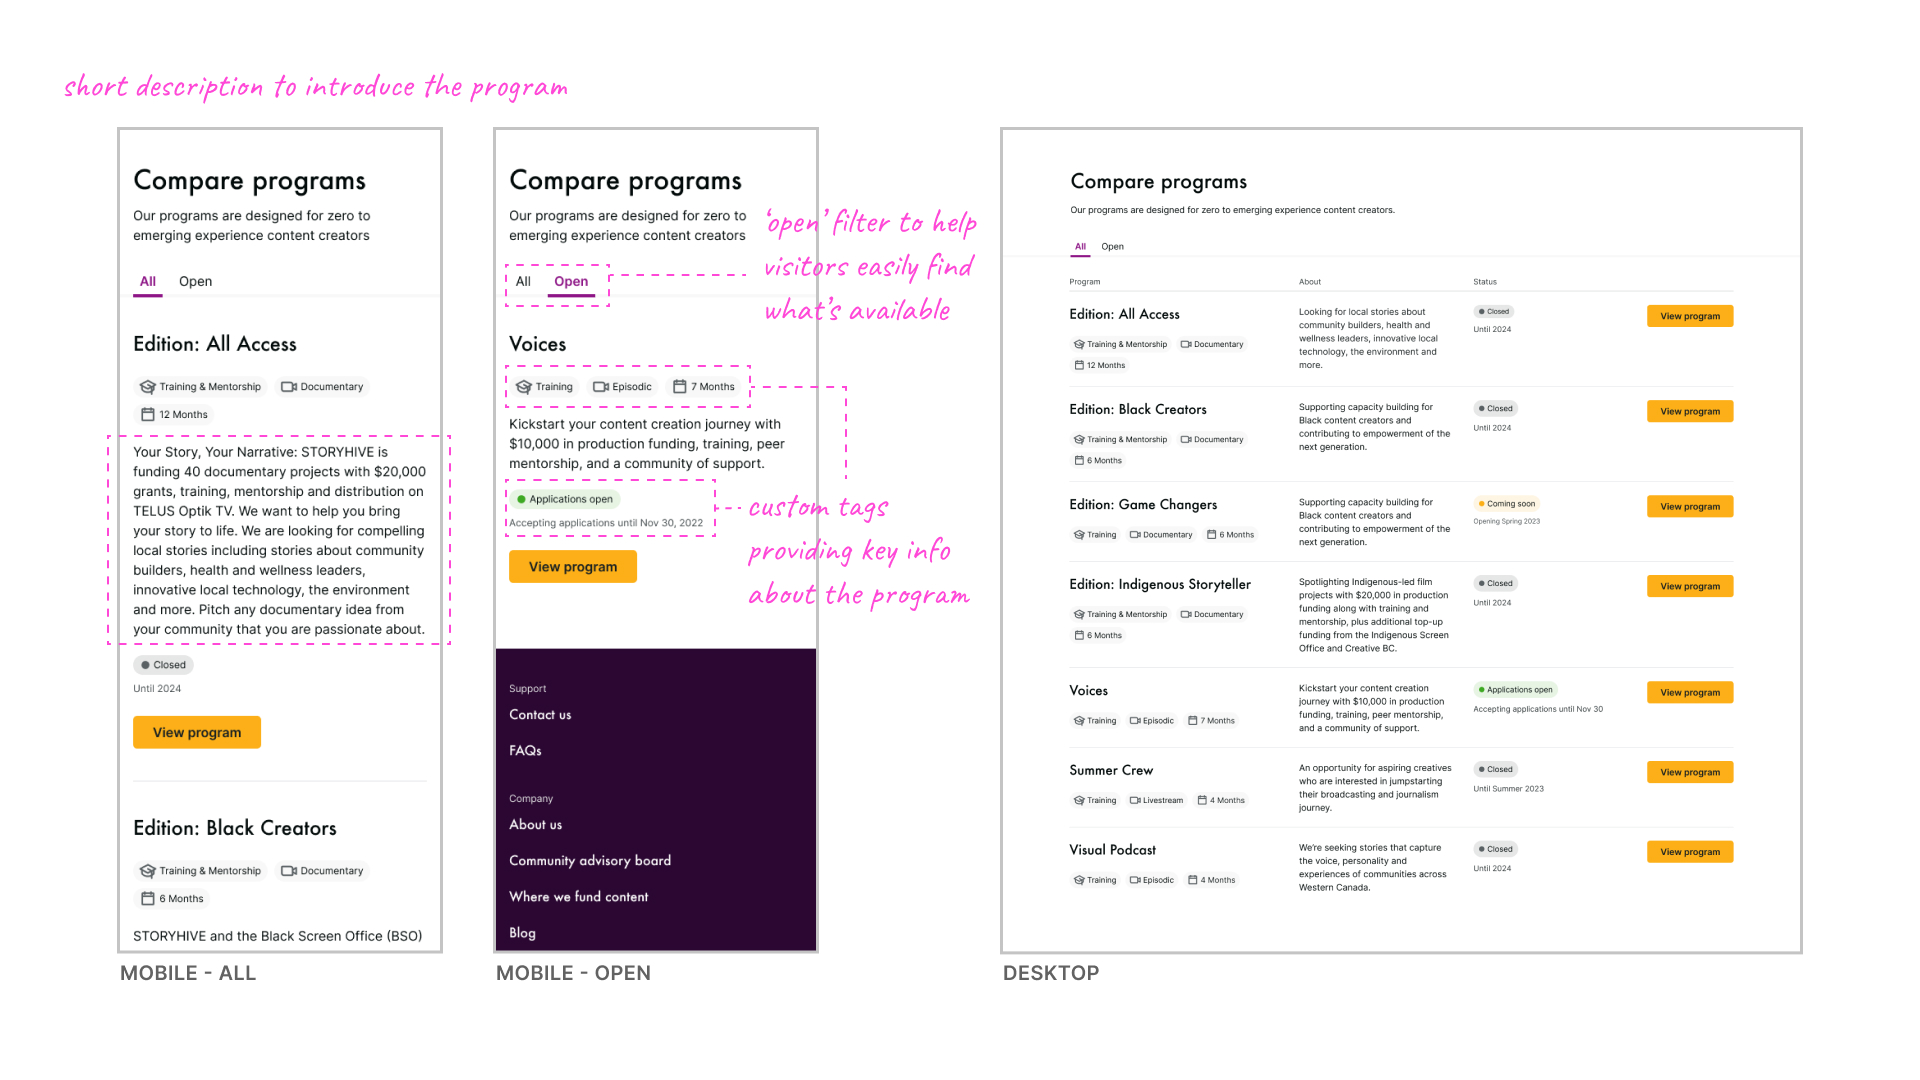 short description to introduce the program
Compare programs
Our programs are designed for zero to
emerging experience content creators
All Open
Edition: All Access
Training & Mentorship Documentary
12 Months
Your Story, Your Narrative: STORYHIVE is
funding 40 documentary projects with $20,000
grants, training, mentorship and distribution on
TELUS Optik TV. We want to help you bring
your story to life. We are looking for compelling
local stories including stories about community
builders, health and wellness leaders,
innovative local technology, the environment
and more. Pitch any documentary idea from
your community that you are passionate about.
Closed
Until 2024
View program
Edition: Black Creators
Training & Mentorship Documentary
6 Months
STORYHIVE and the Black Screen Office (BSO)
MOBILE - ALL
Compare programs
Our programs are designed for zero to
emerging experience content creators
All Open
Voices
Training Episodic 7 Months
Kickstart your content creation journey with
$10,000 in production funding, training, peer
mentorship, and a community of support.
Applications open
Accepting applications until Nov 30, 2022
View program
Support
Contact us
FAQs
Company
About us
Community advisory board
Where we fund content
Blog
MOBILE - OPEN
'open' filter to help
visitors easily find
what's available
custom tags
providing key info
about the program
Compare programs
Our programs are designed for zero to emerging experience content creators.
All Open
Program About Status
Edition: All Access
Training & Mentorship Documentary
12 Months
Looking for local stories about
community builders, health and
wellness leaders, innovative local
technology, the environment and
more.
Closed
Until 2024
View program
Edition: Black Creators
Training & Mentorship Documentary
6 Months
Supporting capacity building for
Black content creators and
contributing to empowerment of the
next generation.
Closed
Until 2024
View program
Edition: Game Changers
Training Documentary 6 Months
Supporting capacity building for
Black content creators and
contributing to empowerment of the
next generation.
Coming soon
Opening Spring 2023
View program
Edition: Indigenous Storyteller
Training & Mentorship Documentary
6 Months
Spotlighting Indigenous-led film
projects with $20,000 in production
funding along with training and
mentorship, plus additional top-up
funding from the Indigenous Screen
Office and Creative BC.
Closed
Until 2024
View program
Voices
Training Episodic 7 Months
Kickstart your content creation
journey with $10,000 in production
funding, training, peer mentorship,
and a community of support.
Applications open
Accepting applications until Nov 30
View program
Summer Crew
Training Livestream 4 Months
An opportunity for aspiring creatives
who are interested in jumpstarting
their broadcasting and journalism
journey.
Closed
Until Summer 2023
View program
Visual Podcast
Training Episodic 4 Months
We're seeking stories that capture
the voice, personality and
experiences of communities across
Western Canada.
Closed
Until 2024
View program
DESKTOP